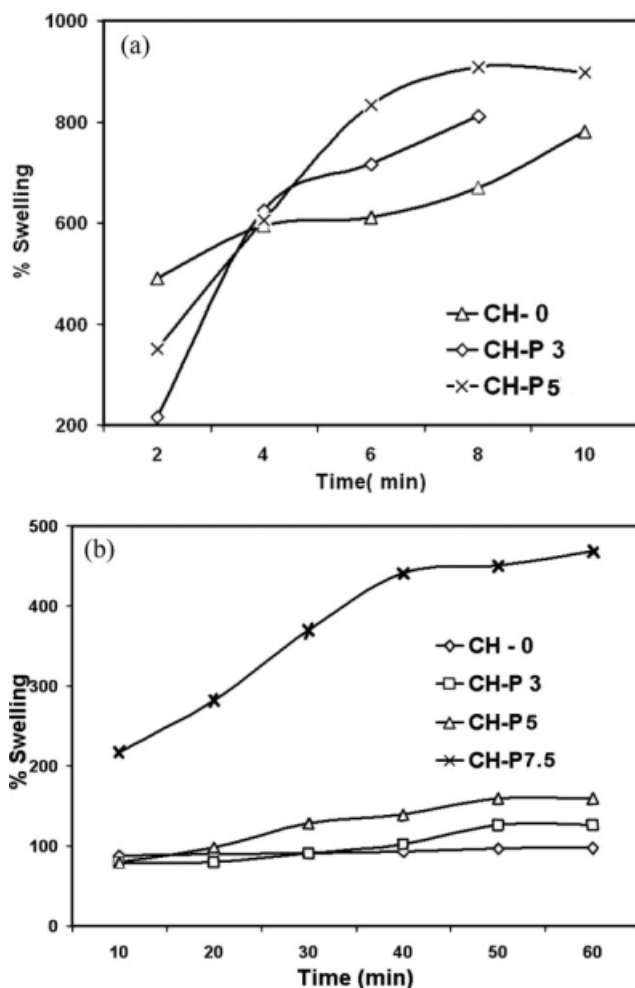 (a)
1000
800
600
400
200
% Swelling
CH- 0
CH-P 3
CH-P5
2 4 6 8 10
Time( min)
(b)
500
400
300
200
100
0
% Swelling
CH - 0
CH-P 3
CH-P5
CH-P7.5
10 20 30 40 50 60
Time (min)